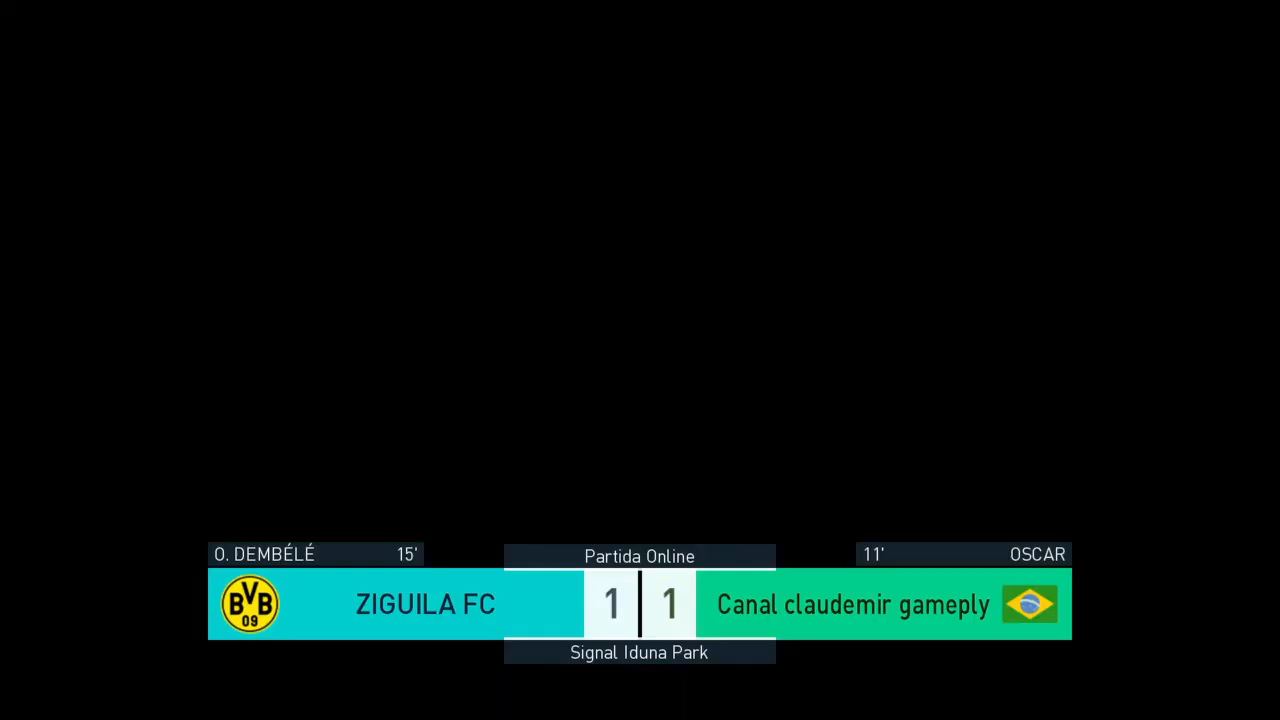 O. DEMBÉLÉ 15'
Partida Online
11' OSCAR
BVB
09
ZIGUILA FC
1 1
Canal claudemir gameply
Signal Iduna Park